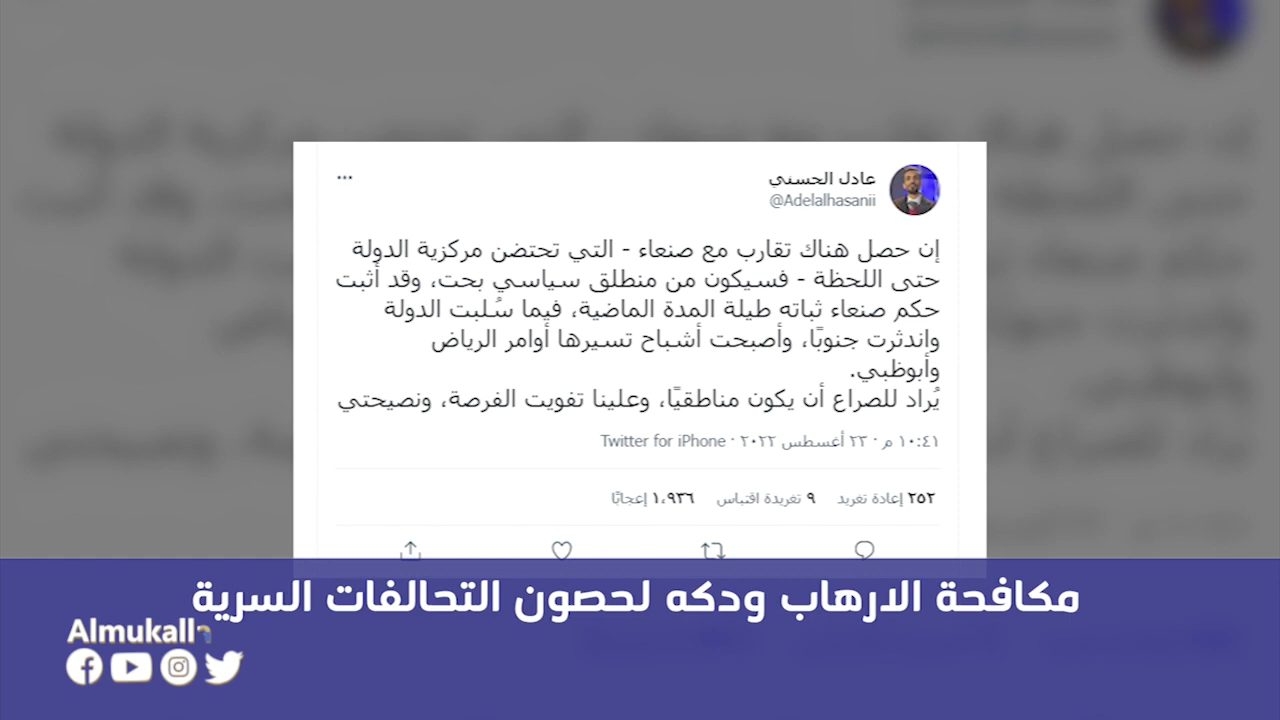 عادل الحسني
@Adelalhasanii
إن حصل هناك تقارب مع صنعاء - التي تحتضن مركزية الدولة
حتى اللحظة - فسيكون من منطلق سياسي بحت، وقد أثبت
حكم صنعاء ثباته طيلة المدة الماضية، فيما سُلبت الدولة
واندثرت جنوبًا، وأصبحت أشباح تسيرها أوامر الرياض
وأبوظبي.
يُراد للصراع أن يكون مناطقيًا، وعلينا تفويت الفرصة، ونصيحتي
١٠:٤١ م · ٢٣ أغسطس ٢٠٢٢ · Twitter for iPhone
٢٥٢ إعادة تغريد ٩ تغريدة اقتباس ١،٩٣٦ إعجابًا
مكافحة الارهاب ودكه لحصون التحالفات السرية
Almukall